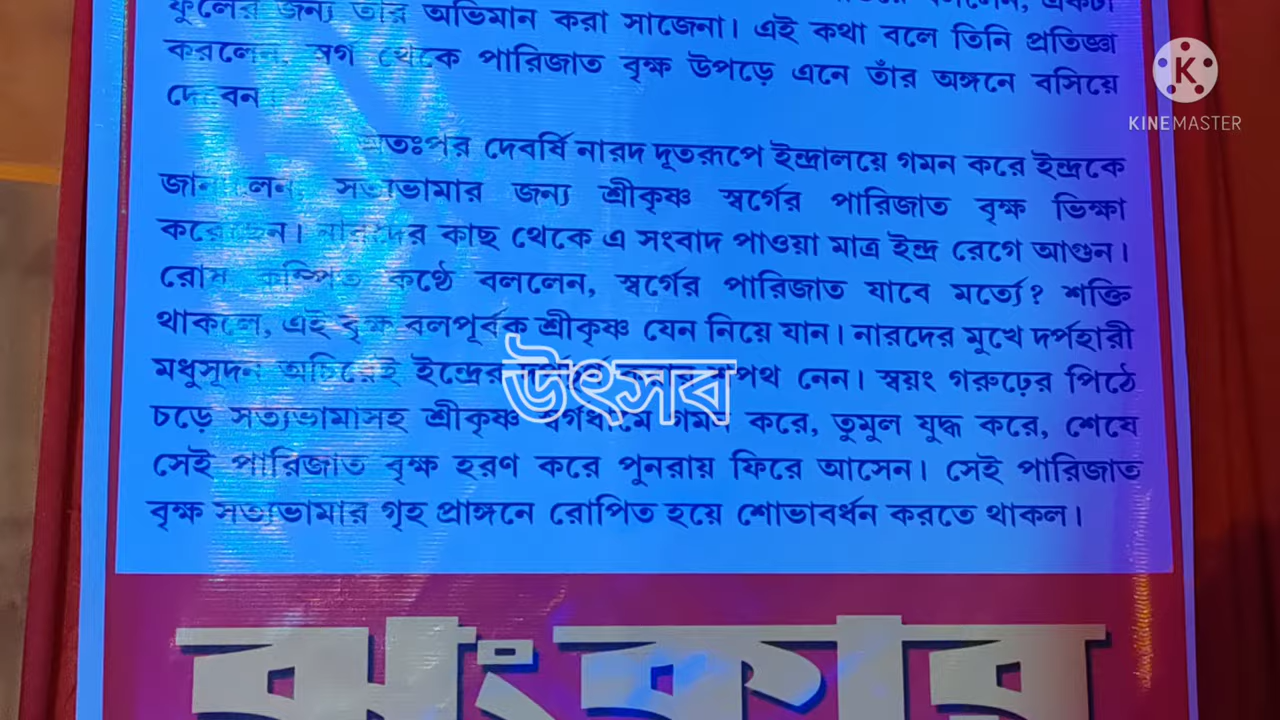 ফুলের জন্য তার অভিমান করা সাজেনা। এই কথা বলে তিনি প্রতিজ্ঞা
করলেন, স্বর্গ থেকে পারিজাত বৃক্ষ উপড়ে এনে তাঁর অঙ্গনে বসিয়ে
দেবেন
অতঃপর দেবর্ষি নারদ দূতরূপে ইন্দ্রালয়ে গমন করে ইন্দ্রকে
জানালেন সত্যভামার জন্য শ্রীকৃষ্ণ স্বর্গের পারিজাত বৃক্ষ ভিক্ষা
করেছেন। নারদের কাছ থেকে এ সংবাদ পাওয়া মাত্র ইন্দ্র রেগে আগুন।
রোষ কম্পিত কণ্ঠে বললেন, স্বর্গের পারিজাত যাবে মর্ত্যে? শক্তি
থাকলে, এই বৃক্ষ বলপূর্বক শ্রীকৃষ্ণ যেন নিয়ে যান। নারদের মুখে দর্পহারী
মধুসূদন অচিরেই ইন্দ্রের শপথ নেন। স্বয়ং গরুঢ়ের পিঠে
চড়ে সত্যভামাসহ শ্রীকৃষ্ণ স্বর্গধামে গমন করে, তুমুল যুদ্ধ করে, শেষে
সেই পারিজাত বৃক্ষ হরণ করে পুনরায় ফিরে আসেন। সেই পারিজাত
বৃক্ষ সত্যভামার গৃহ প্রাঙ্গনে রোপিত হয়ে শোভাবর্ধন করতে থাকল।
ঝংকার
উৎসব
K
KINEMASTER